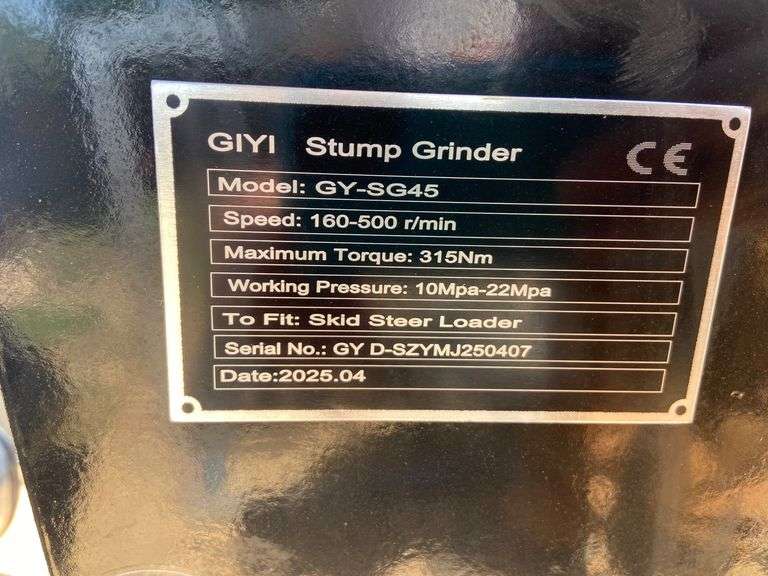 GIYI Stump Grinder CE
Model: GY-SG45
Speed: 160-500 r/min
Maximum Torque: 315Nm
Working Pressure: 10Mpa-22Mpa
To Fit: Skid Steer Loader
Serial No.: GY D-SZYMJ250407
Date:2025.04